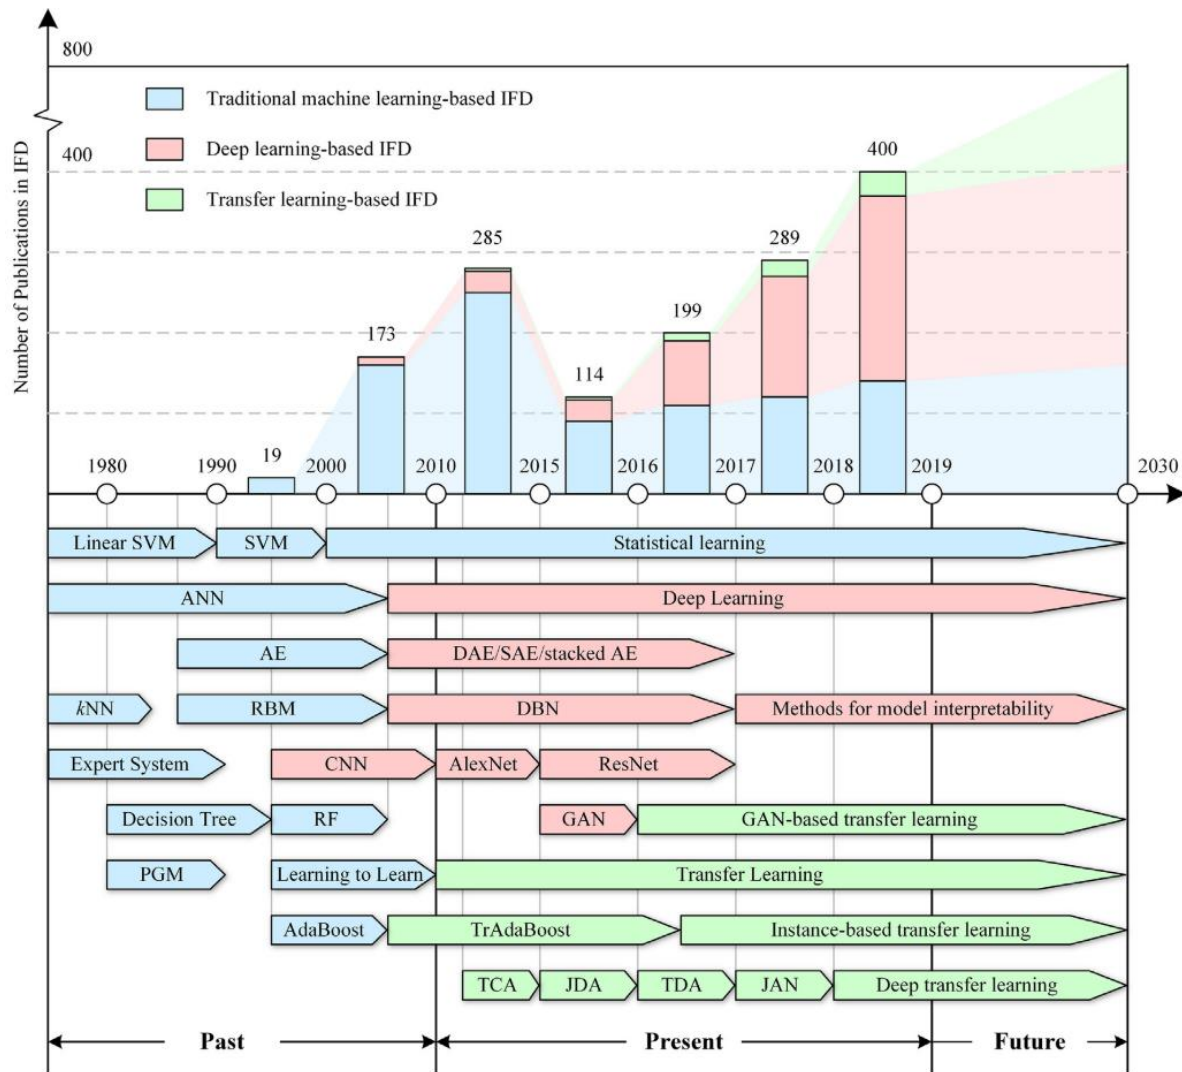 800
Traditional machine learning-based IFD
Deep learning-based IFD
Transfer learning-based IFD
400
Number of Publications in IFD
400
285
289
199
173
114
19
1980
1990
2000
2010
2015
2016
2017
2018
2019
2030
Linear SVM
SVM
Statistical learning
ANN
Deep Learning
AE
DAE/SAE/stacked AE
kNN
RBM
DBN
Methods for model interpretability
Expert System
CNN
AlexNet
ResNet
Decision Tree
RF
GAN
GAN-based transfer learning
PGM
Learning to Learn
Transfer Learning
AdaBoost
TrAdaBoost
Instance-based transfer learning
TCA
JDA
TDA
JAN
Deep transfer learning
Past
Present
Future